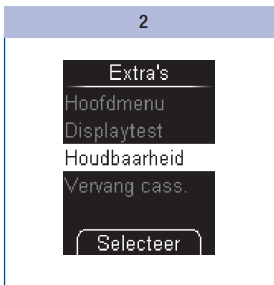 2
Extra's
Hoofdmenu
Displaytest
Houdbaarheid
Vervang cass.
Selecteer